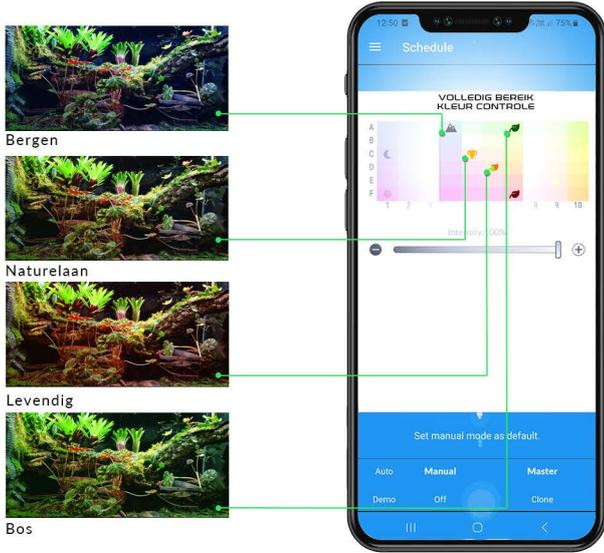 Bergen
Naturelaan
Levendig
Bos
12:50 75%
Schedule
VOLLEDIG BEREIK
KLEUR CONTROLE
A
B
C
D
E
F
1 2 3 8 9 10
Intensity: 100%
Set manual mode as default.
Auto Manual Master
Demo Off Clone